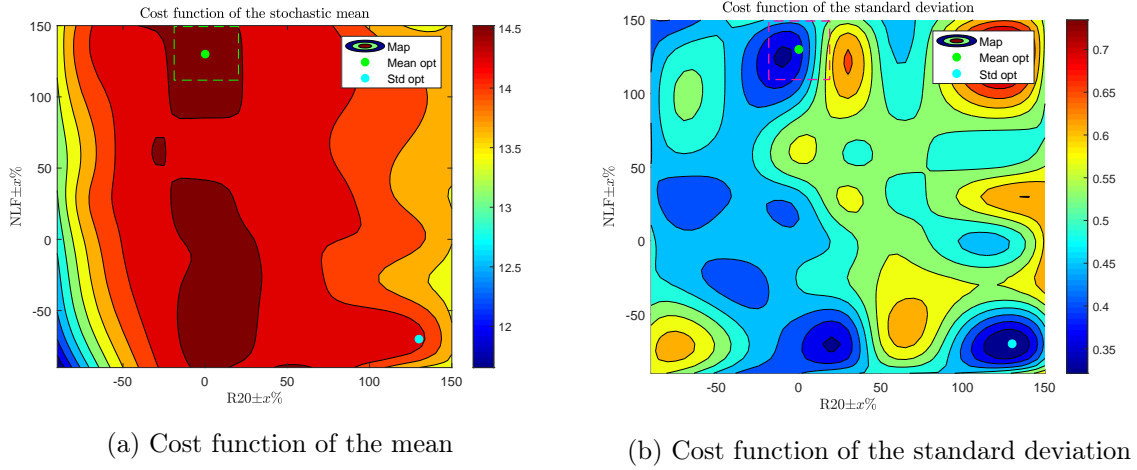 Cost function of the stochastic mean
150
100
50
0
-50
-50
0
50
100
150
NLF±x%
R20±x%
Map
Mean opt
Std opt
14.5
14
13.5
13
12.5
12
(a) Cost function of the mean
Cost function of the standard deviation
150
100
50
0
-50
-50
0
50
100
150
NLF±x%
R20±x%
Map
Mean opt
Std opt
0.7
0.65
0.6
0.55
0.5
0.45
0.4
0.35
(b) Cost function of the standard deviation